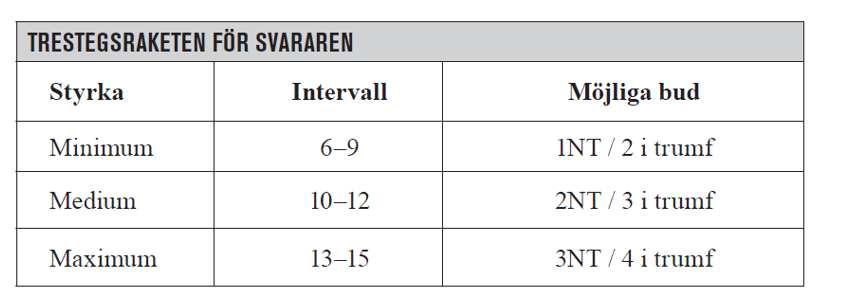 TRESTEGSRAKETEN FÖR SVARAREN
Styrka Intervall Möjliga bud
Minimum 6–9 1NT / 2 i trumf
Medium 10–12 2NT / 3 i trumf
Maximum 13–15 3NT / 4 i trumf